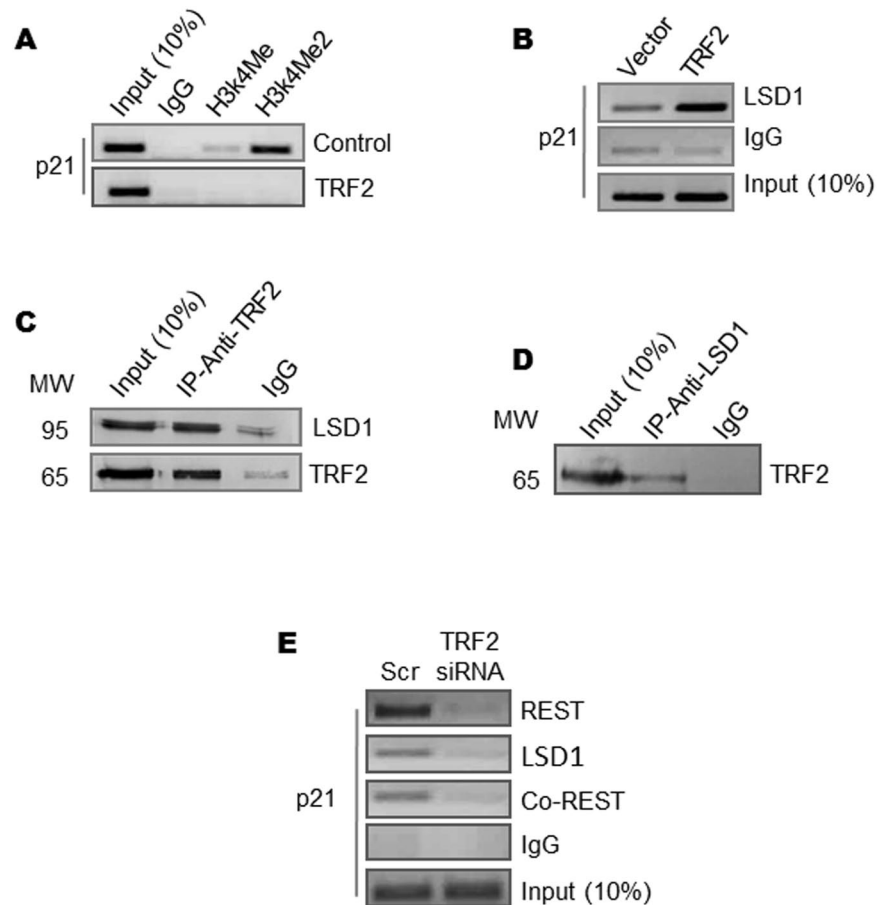 A
Input (10%)
IgG
H3k4Me
H3k4Me2
p21
Control
TRF2
B
Vector
TRF2
p21
LSD1
IgG
Input (10%)
C
MW
Input (10%)
IP-Anti-TRF2
IgG
95
LSD1
65
TRF2
D
MW
Input (10%)
IP-Anti-LSD1
IgG
65
TRF2
E
Scr
TRF2
siRNA
p21
REST
LSD1
Co-REST
IgG
Input (10%)